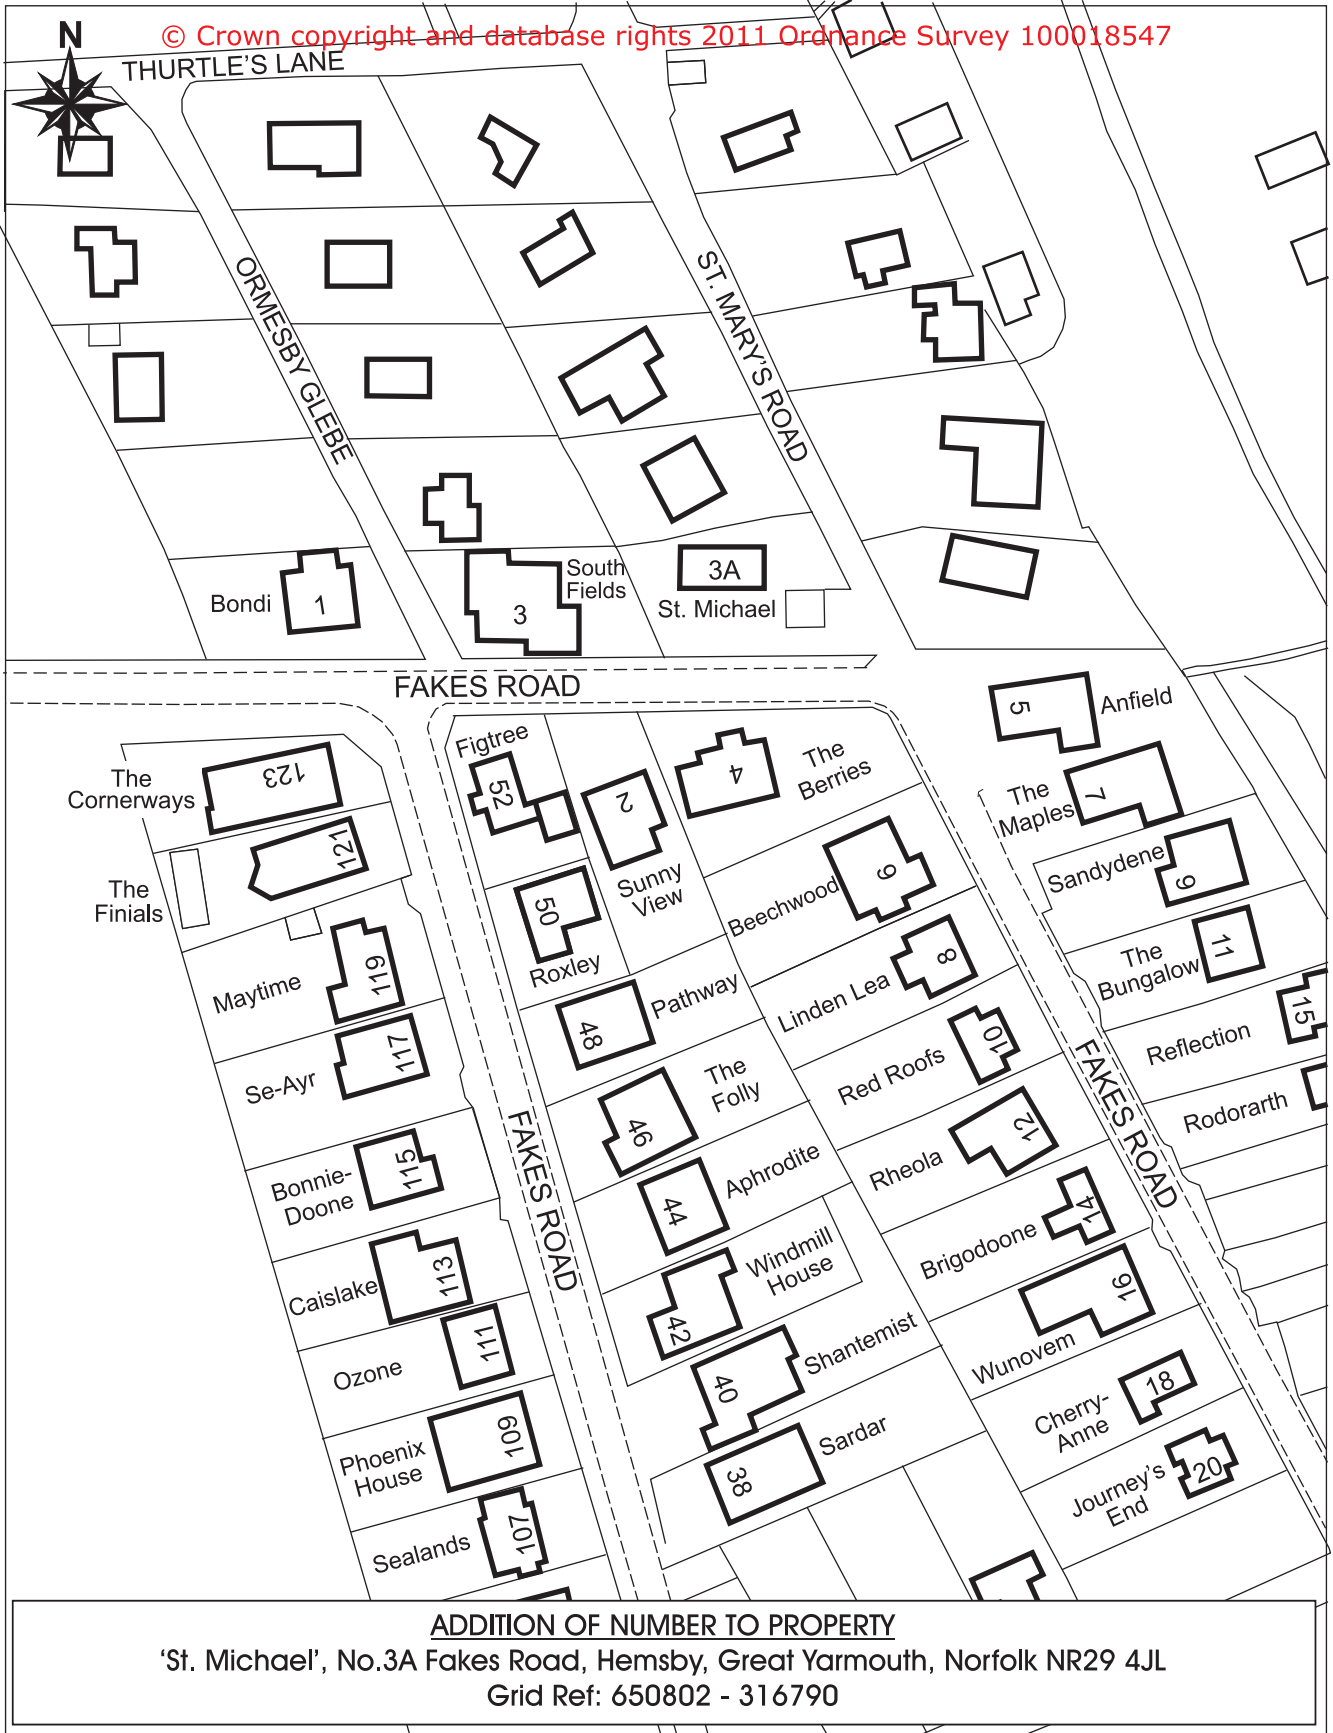 N
© Crown copyright and database rights 2011 Ordnance Survey 100018547
THURTLE'S LANE
ORMESBY GLEBE
ST. MARY'S ROAD
Bondi
1
3
South
Fields
3A
St. Michael
FAKES ROAD
5
Anfield
The
Cornerways
123
Figtree
52
2
Sunny
View
4
The
Berries
The
Maples
7
121
The
Finials
50
Roxley
Beechwood
6
Sandydene
9
Maytime
119
48
Pathway
Linden Lea
8
The
Bungalow
11
Se-Ayr
117
46
The
Folly
Red Roofs
10
Reflection
15
FAKES ROAD
Rodorarth
Bonnie-
Doone
115
FAKES ROAD
44
Aphrodite
Rheola
12
Caislake
113
42
Windmill
House
Brigodoone
14
Ozone
111
40
Shantemist
Wunovem
16
Phoenix
House
109
38
Sardar
Cherry-
Anne
18
Sealands
107
Journey's
End
20
ADDITION OF NUMBER TO PROPERTY
'St. Michael', No.3A Fakes Road, Hemsby, Great Yarmouth, Norfolk NR29 4JL
Grid Ref: 650802 - 316790